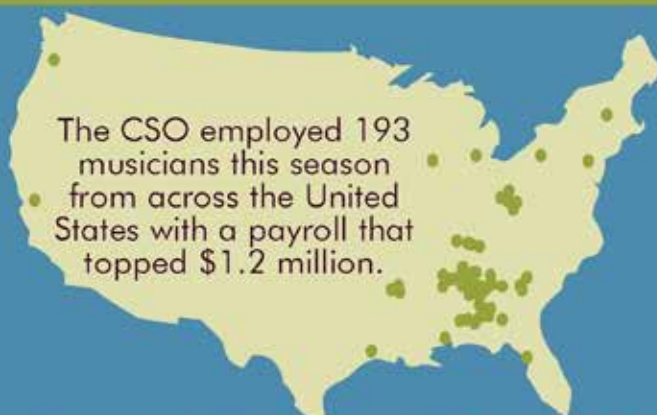 The CSO employed 193
musicians this season
from across the United
States with a payroll that
topped $1.2 million.